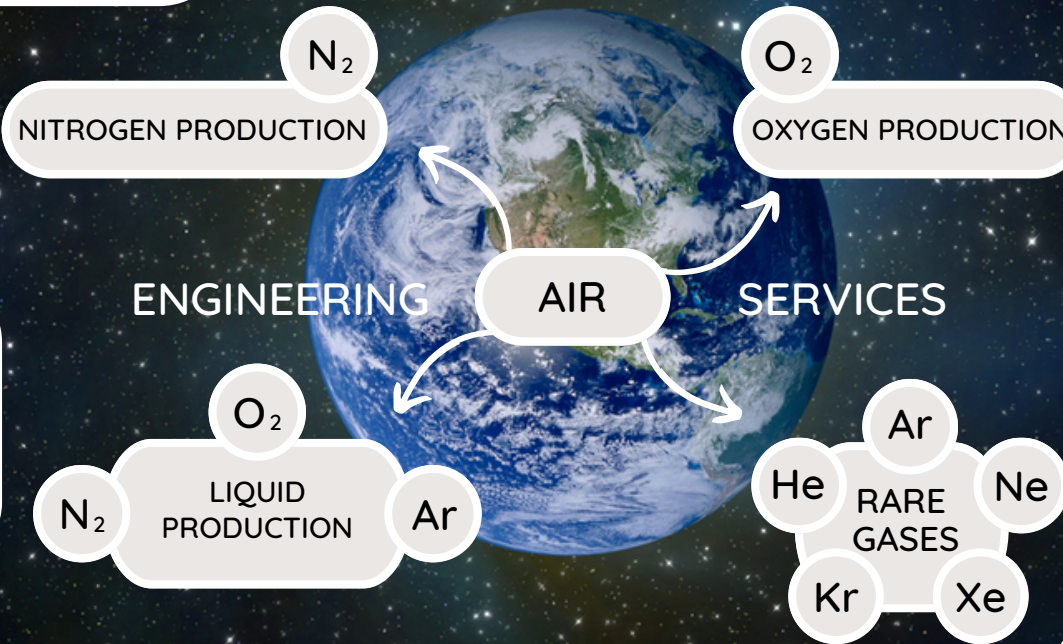 N₂
NITROGEN PRODUCTION
O₂
OXYGEN PRODUCTION
ENGINEERING
AIR
SERVICES
O₂
N₂
LIQUID
PRODUCTION
Ar
Ar
He
Ne
RARE
GASES
Kr
Xe